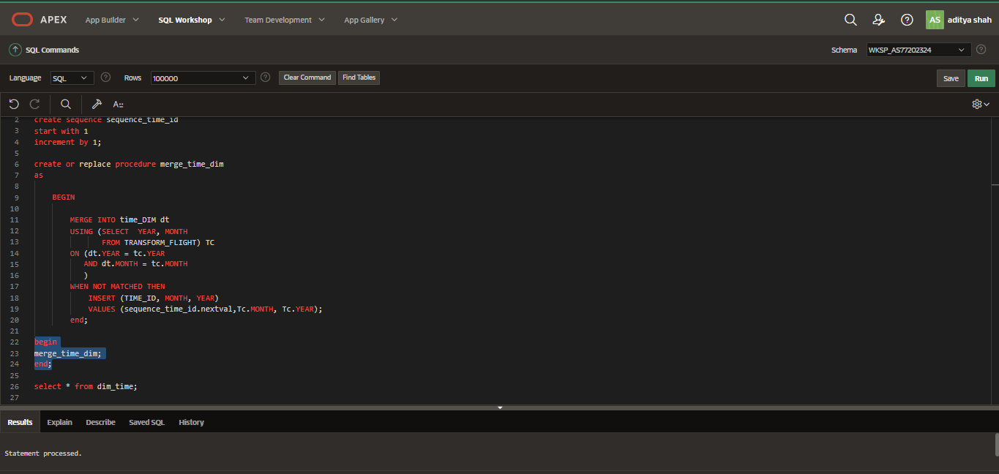 APEX App Builder SQL Workshop Team Development App Gallery AS aditya shah
SQL Commands Schema WKSP_AS77202324
Language SQL Rows 100000 Clear Command Find Tables Save Run
A::
2 create sequence sequence_time_id
3 start with 1
4 increment by 1;
5
6 create or replace procedure merge_time_dim
7 as
8
9 BEGIN
10
11 MERGE INTO time_DIM dt
12 USING (SELECT YEAR, MONTH
13 FROM TRANSFORM_FLIGHT) TC
14 ON (dt.YEAR = tc.YEAR
15 AND dt.MONTH = tc.MONTH
16 )
17 WHEN NOT MATCHED THEN
18 INSERT (TIME_ID, MONTH, YEAR)
19 VALUES (sequence_time_id.nextval,Tc.MONTH, Tc.YEAR);
20 end;
21
22 begin
23 merge_time_dim;
24 end;
25
26 select * from dim_time;
27
Results Explain Describe Saved SQL History
Statement processed.